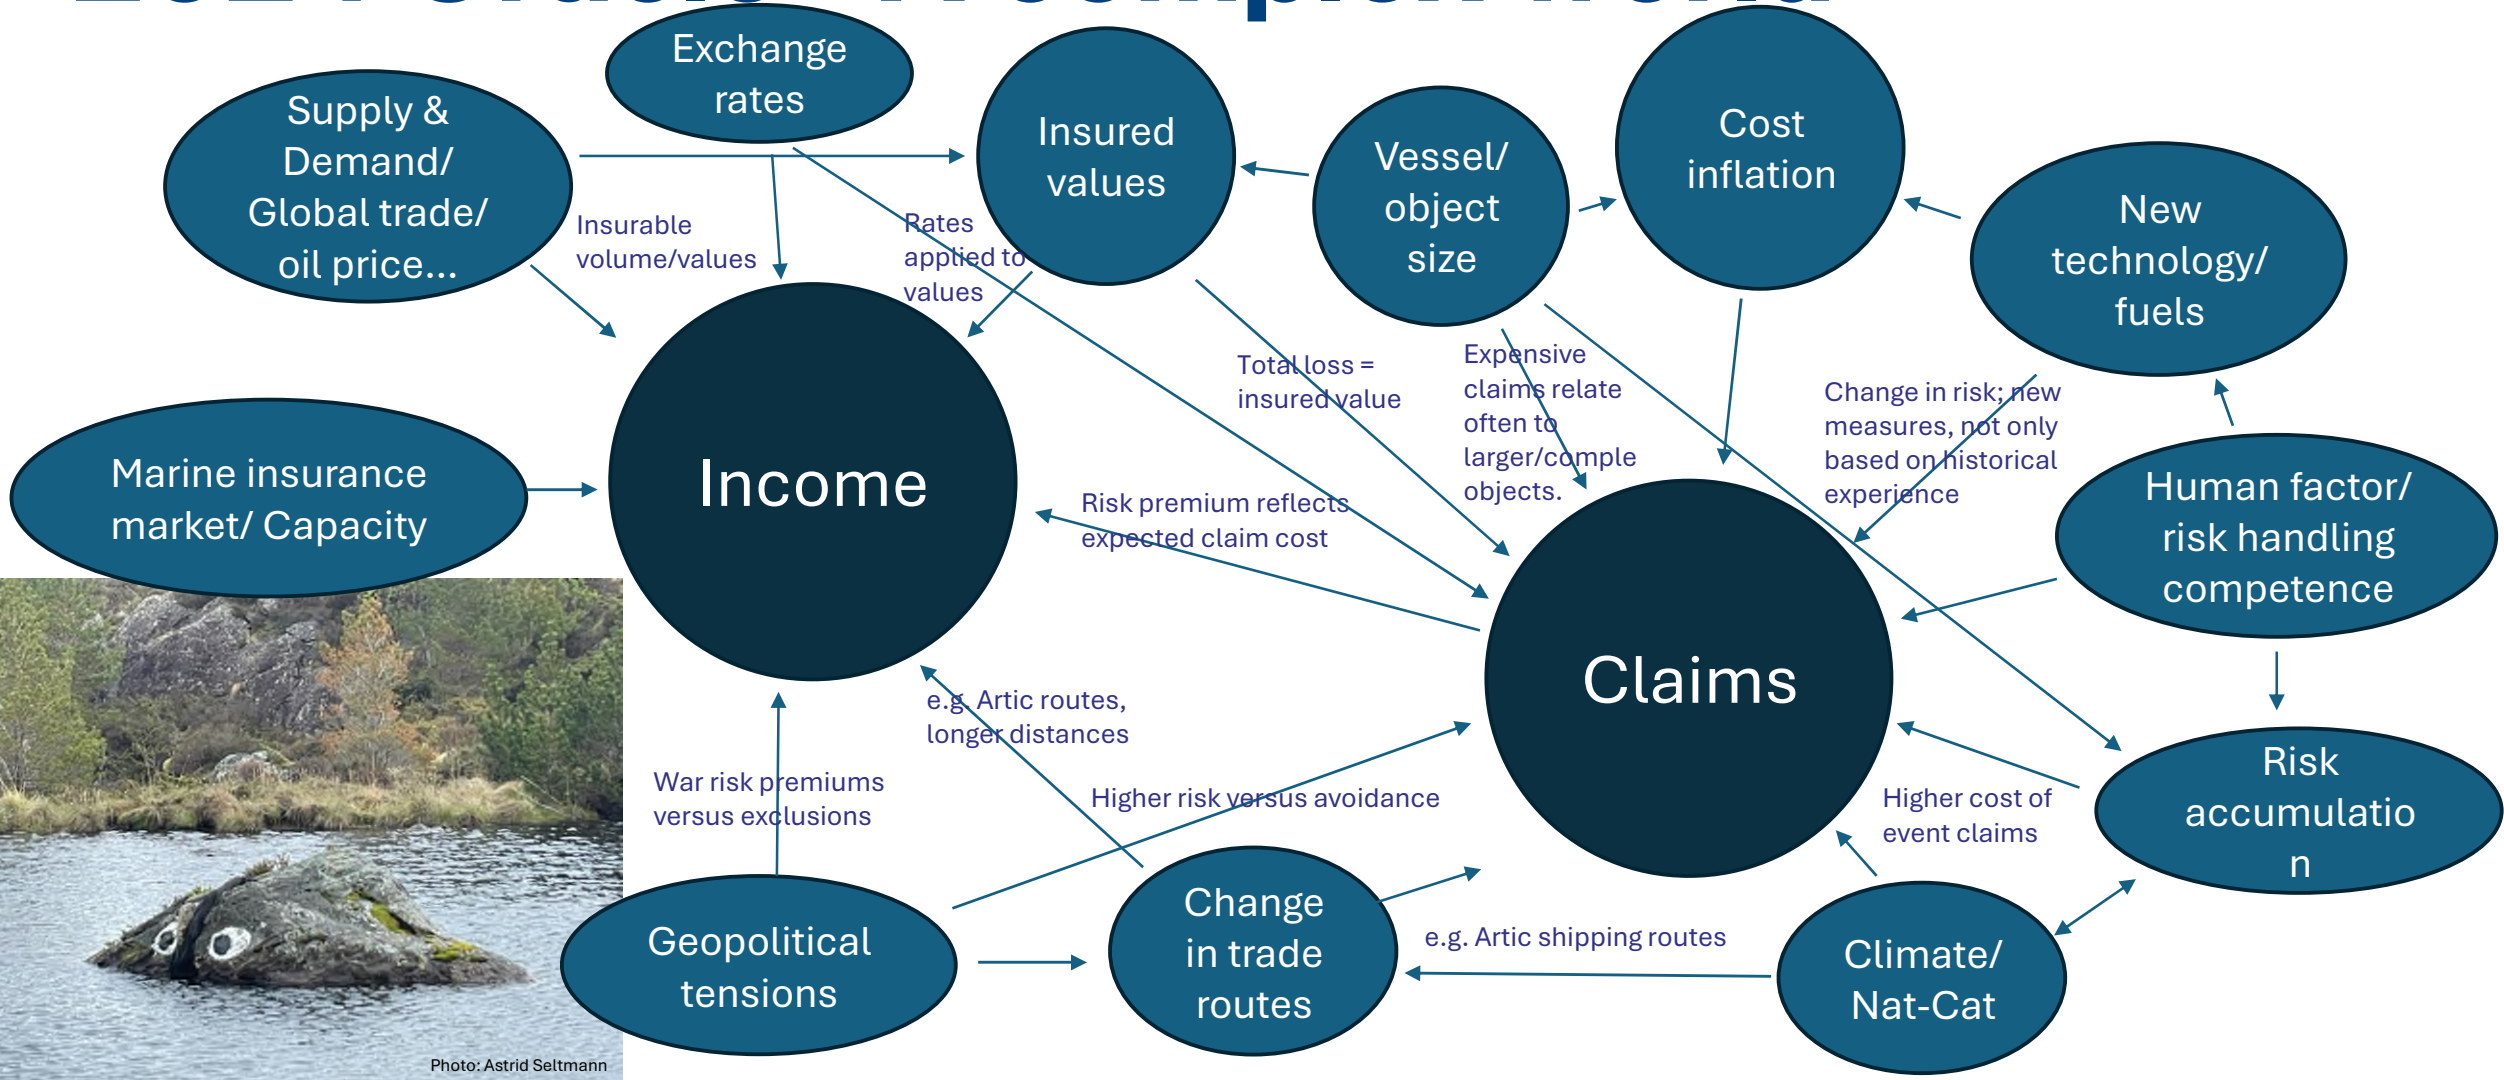 Exchange
rates
Supply &
Demand/
Global trade/
oil price...
Insured
values
Vessel/
object
size
Cost
inflation
New
technology/
fuels
Insurable
volume/values
Rates
applied to
values
Total loss =
insured value
Expensive
claims relate
often to
larger/comple
objects.
Change in risk; new
measures, not only
based on historical
experience
Marine insurance
market/ Capacity
Income
Risk premium reflects
expected claim cost
Human factor/
risk handling
competence
Claims
e.g. Artic routes,
longer distances
War risk premiums
versus exclusions
Higher risk versus avoidance
Higher cost of
event claims
Risk
accumulatio
n
Geopolitical
tensions
Change
in trade
routes
e.g. Artic shipping routes
Climate/
Nat-Cat
Photo: Astrid Seltmann